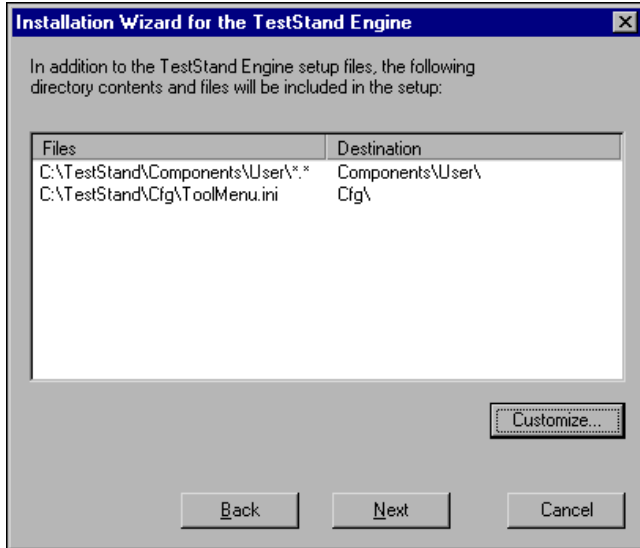 Installation Wizard for the TestStand Engine
In addition to the TestStand Engine setup files, the following
directory contents and files will be included in the setup:
Files Destination
C:\TestStand\Components\User\*.* Components\User\
C:\TestStand\Cfg\ToolMenu.ini Cfg\
Customize...
Back Next Cancel